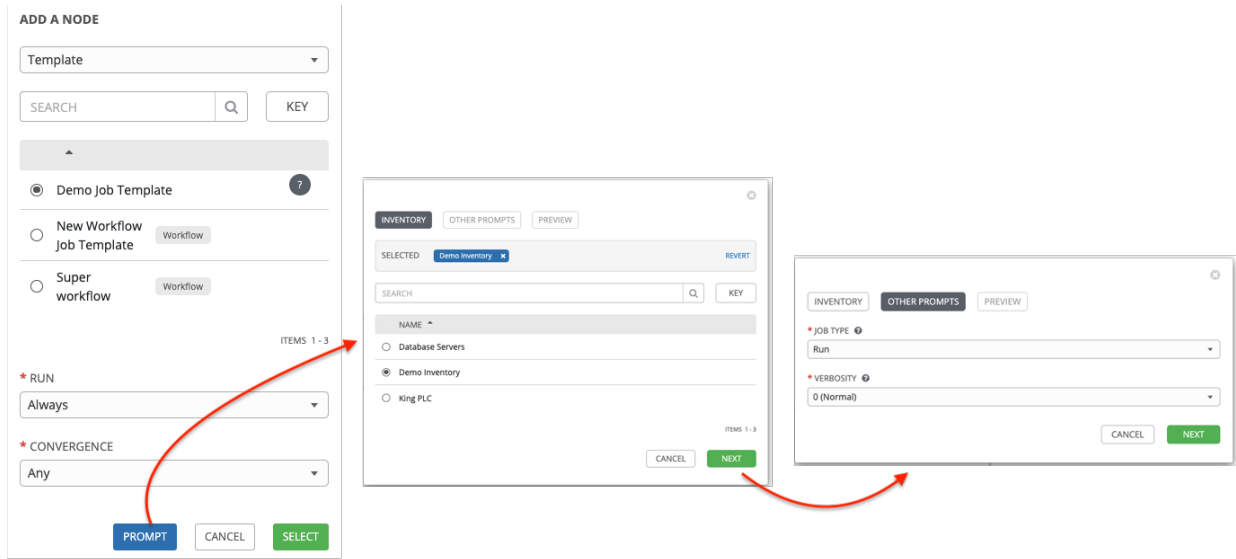 ADD A NODE
Template
SEARCH
KEY
Demo Job Template
?
New Workflow
Job Template
Workflow
Super
workflow
Workflow
ITEMS 1 - 3
* RUN
Always
* CONVERGENCE
Any
PROMPT CANCEL SELECT
INVENTORY OTHER PROMPTS PREVIEW
SELECTED Demo Inventory × REVERT
SEARCH KEY
NAME
Database Servers
Demo Inventory
King PLC
ITEMS 1 - 3
CANCEL NEXT
INVENTORY OTHER PROMPTS PREVIEW
* JOB TYPE ?
Run
* VERBOSITY ?
0 (Normal)
CANCEL NEXT